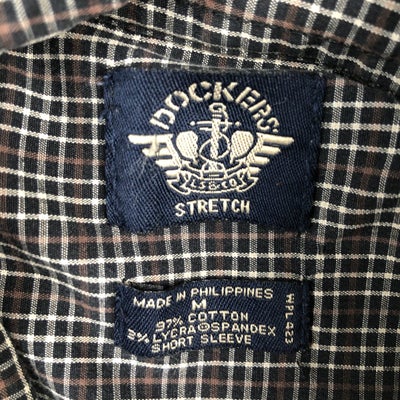 DOCKERS
LS&CO
STRETCH
MADE IN PHILIPPINES
M
97% COTTON
3% LYCRA® SPANDEX
SHORT SLEEVE
WPL423